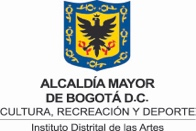 ALCALDÍA MAYOR
DE BOGOTÁ D.C.
CULTURA, RECREACIÓN Y DEPORTE
Instituto Distrital de las Artes